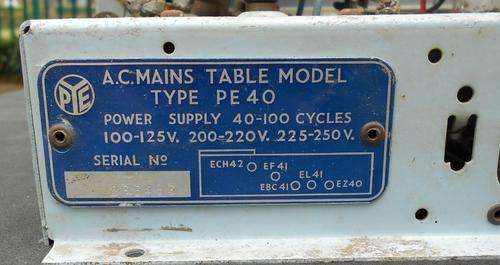 PYE
A.C. MAINS TABLE MODEL
TYPE PE 40
POWER SUPPLY 40-100 CYCLES
100-125V. 200-220V. 225-250V.
SERIAL Nº
ECH42
EF41
EL41
EBC41
EZ40